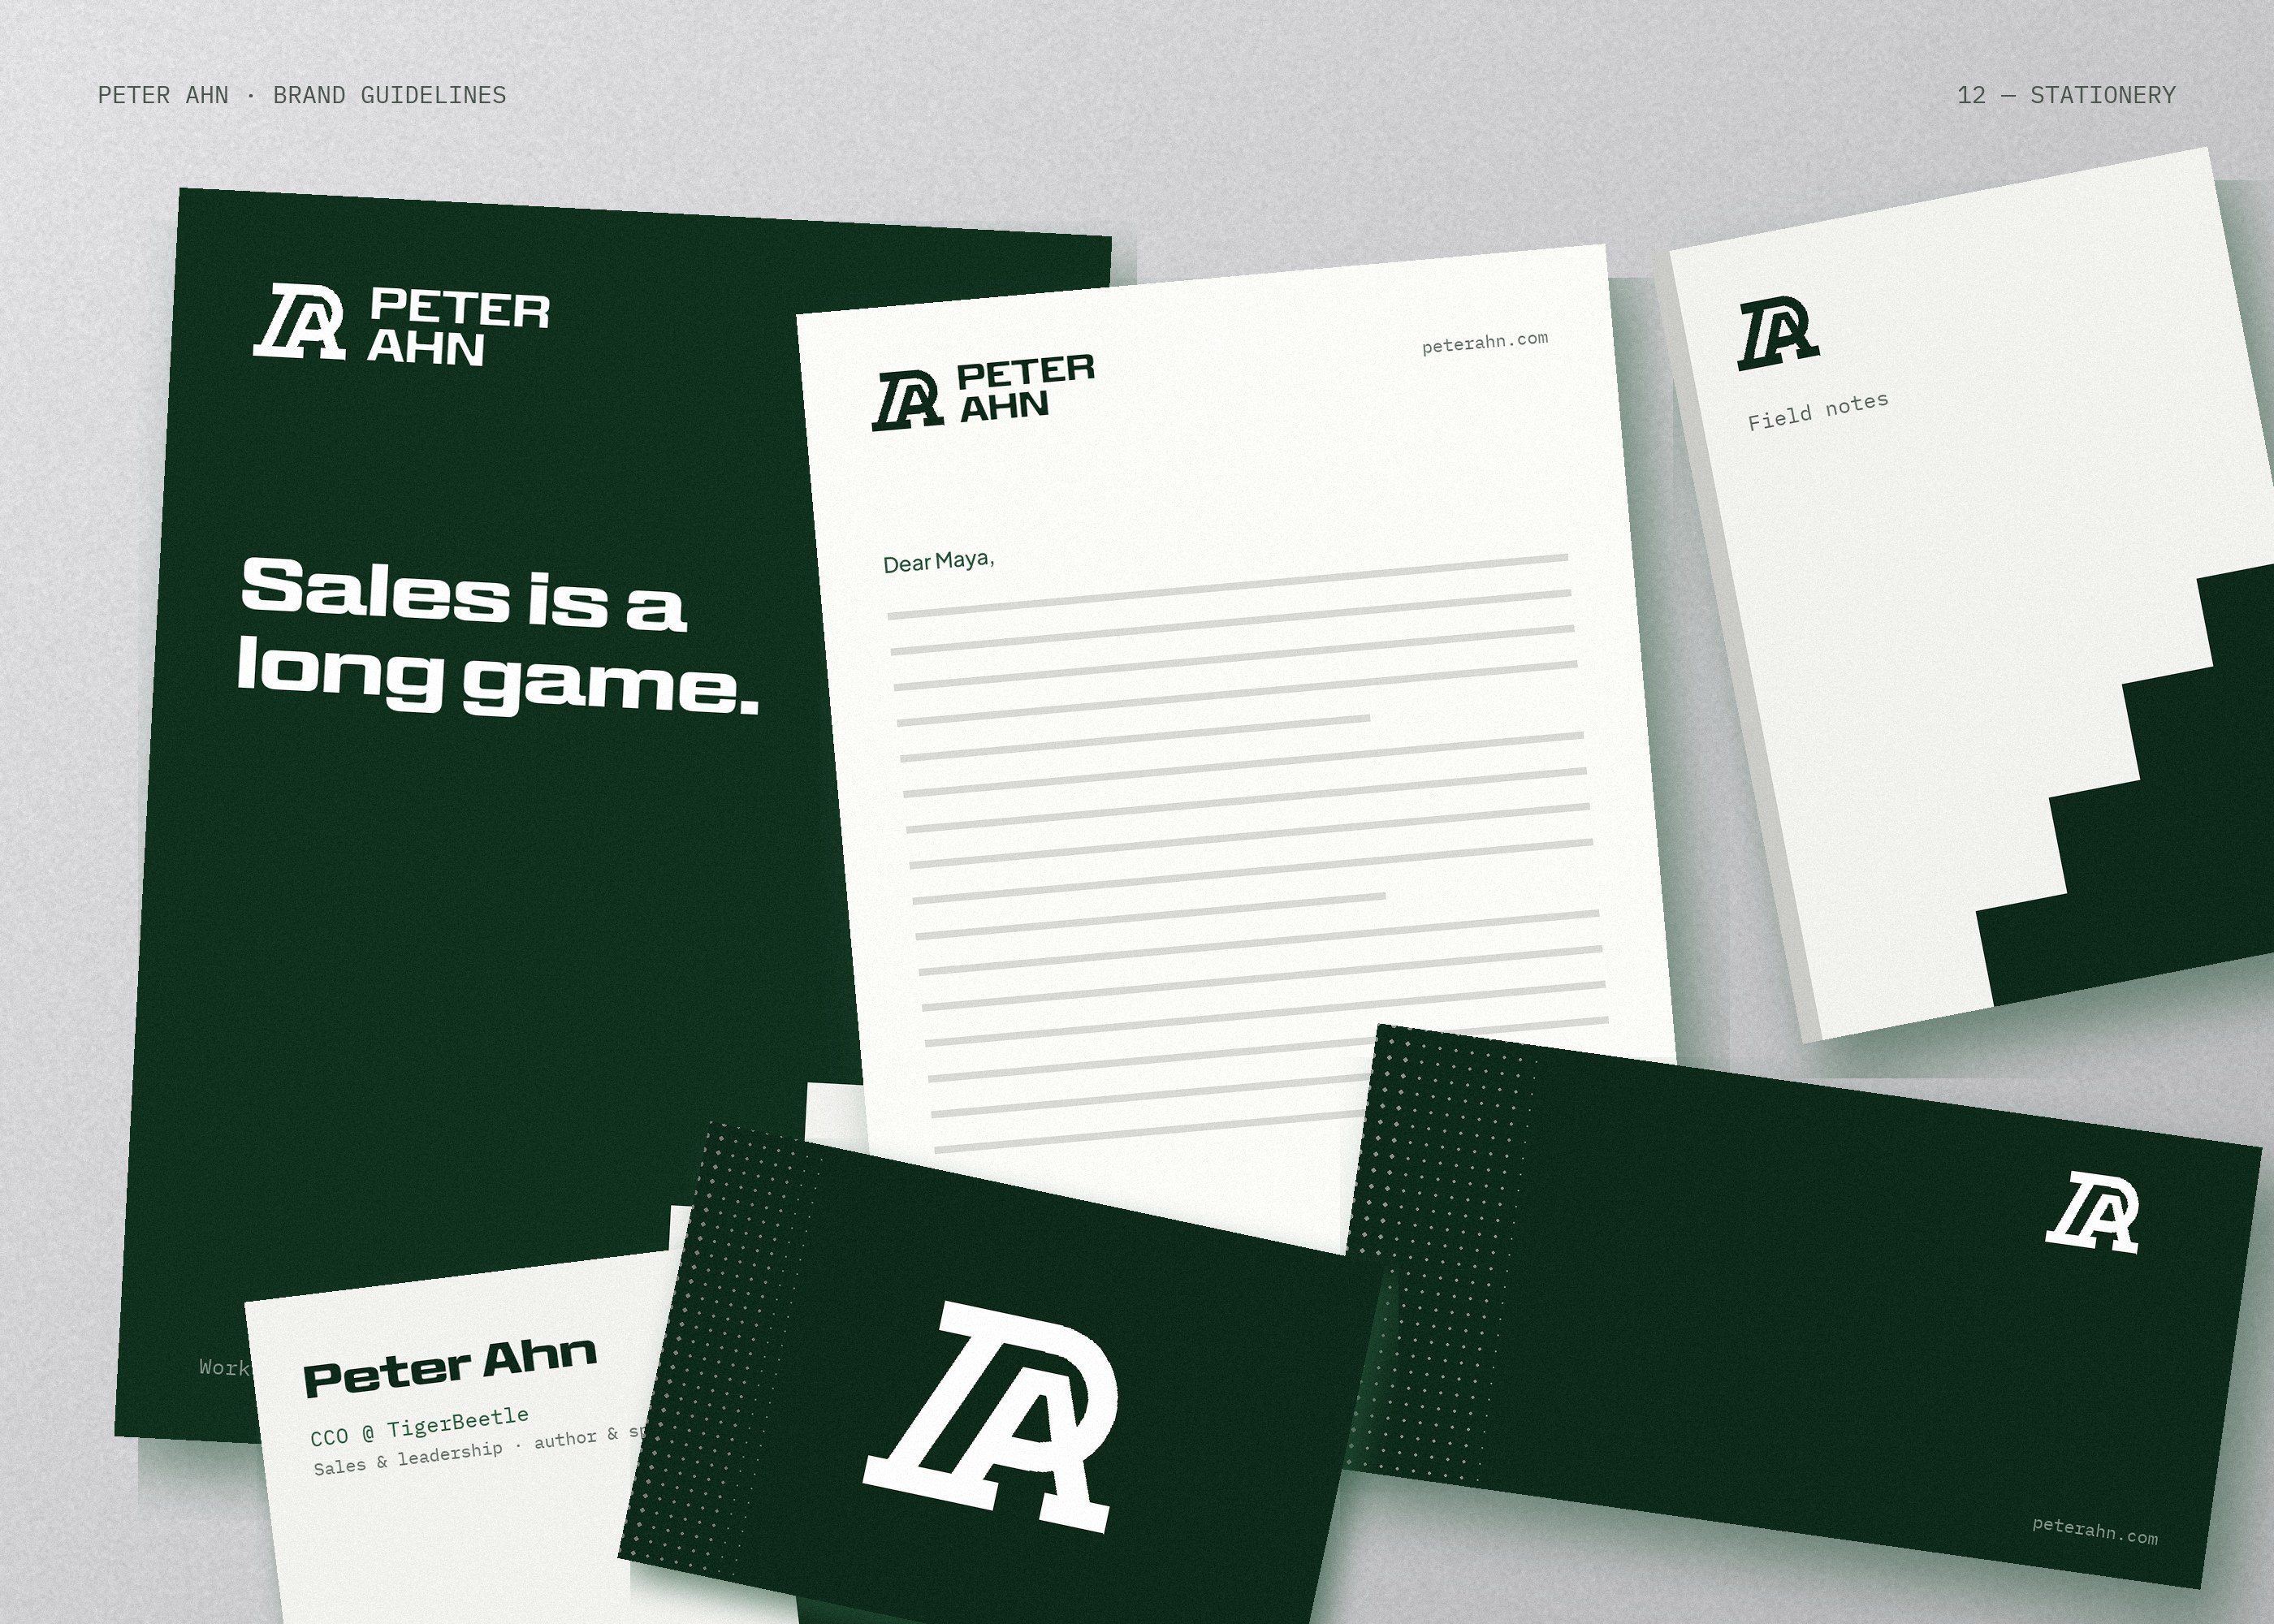 PETER AHN · BRAND GUIDELINES
12 — STATIONERY
PETER
AHN
Sales is a
long game.
PETER
AHN
peterahn.com
Dear Maya,
Field notes
Peter Ahn
CCO @ TigerBeetle
Sales & leadership · author &
peterahn.com